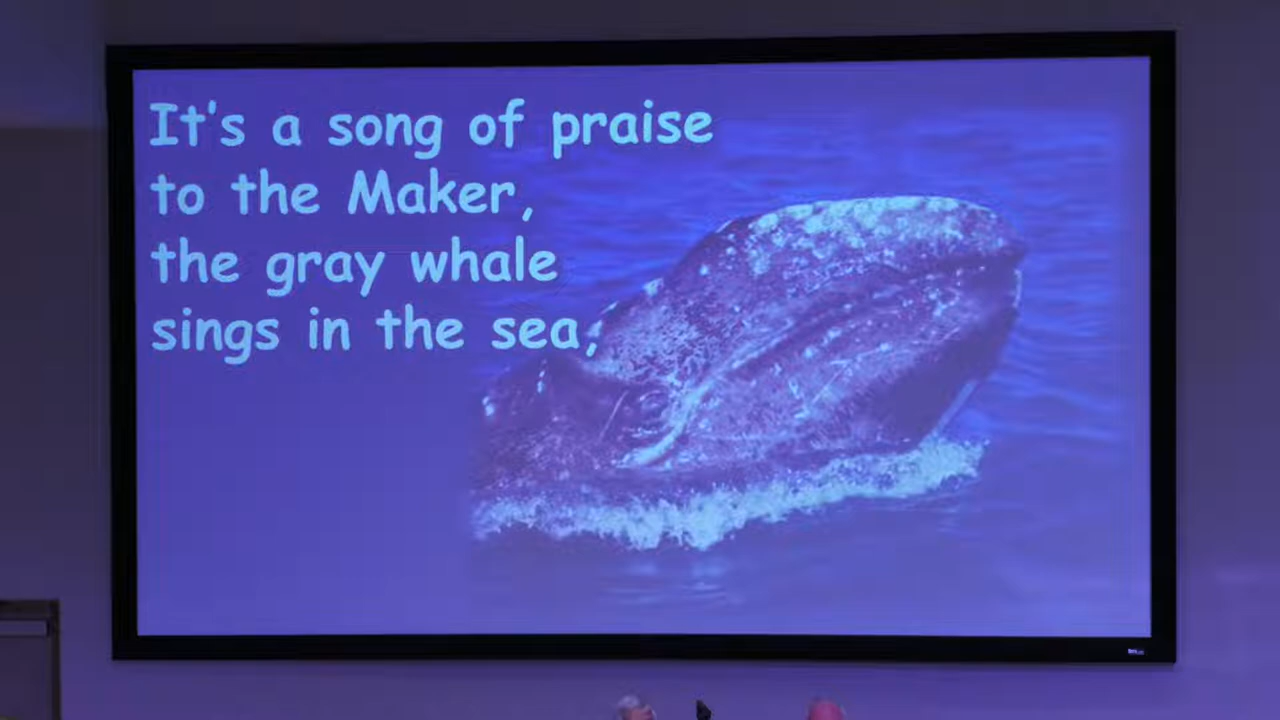 It's a song of praise
to the Maker,
the gray whale
sings in the sea,